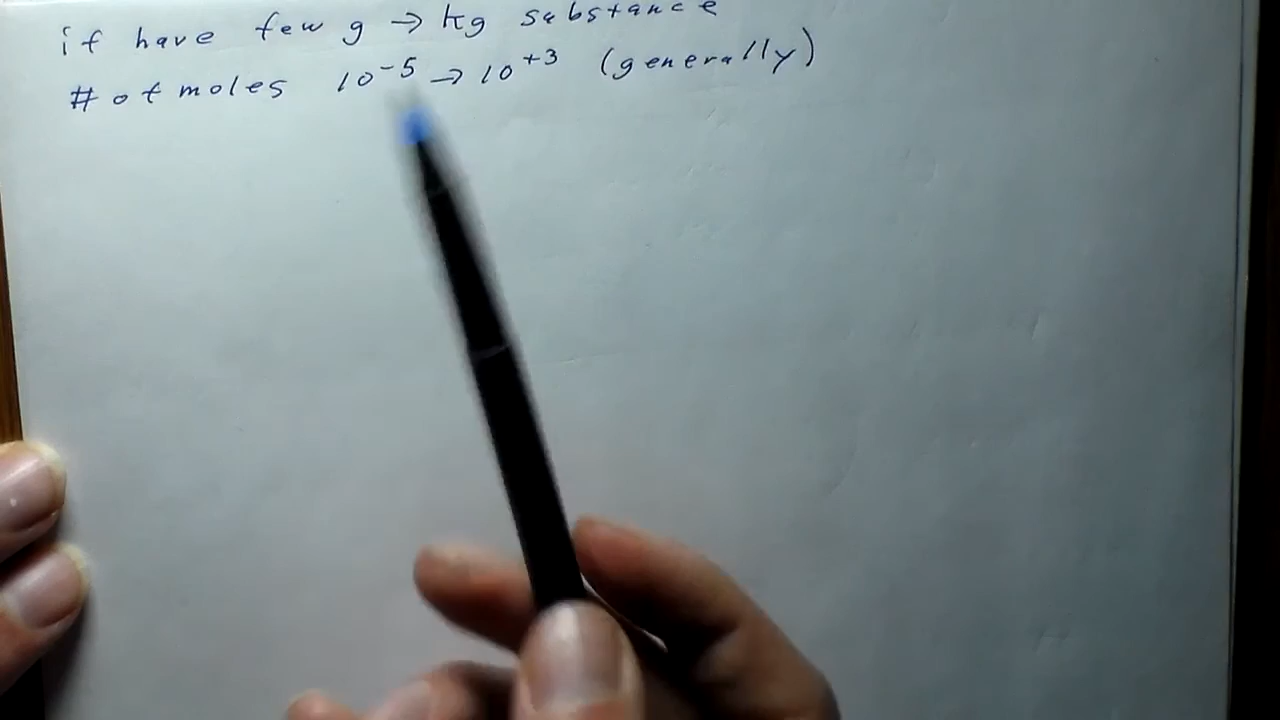 if have few g → kg substance
# of moles 10⁻⁵ → 10⁺³ (generally)